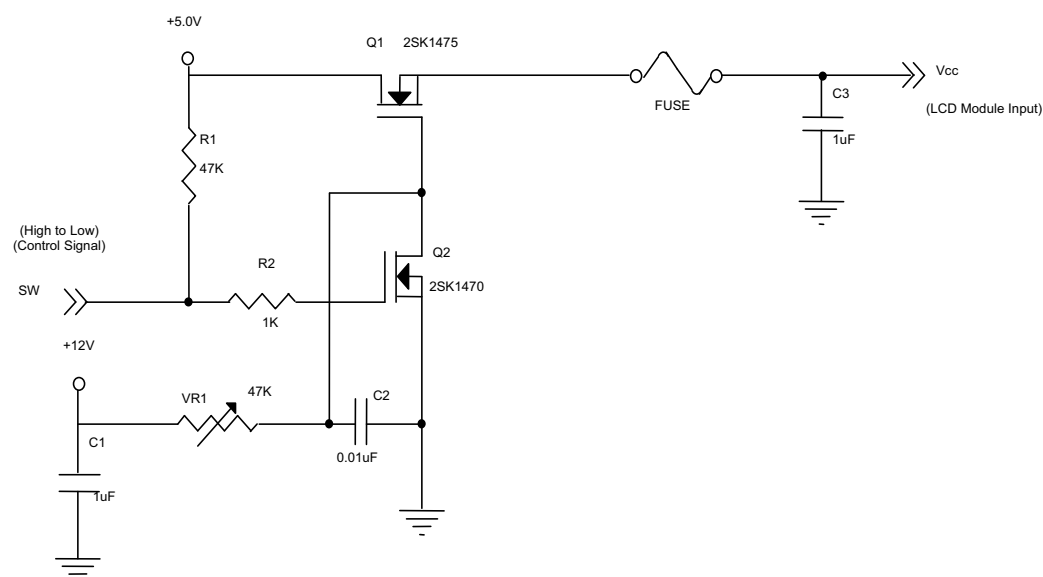 +5.0V
Q1 2SK1475
Vcc
C3
FUSE
(LCD Module Input)
R1
1uF
47K
(High to Low)
(Control Signal)
Q2
R2
SW
2SK1470
1K
+12V
VR1 47K
C2
C1
0.01uF
1uF